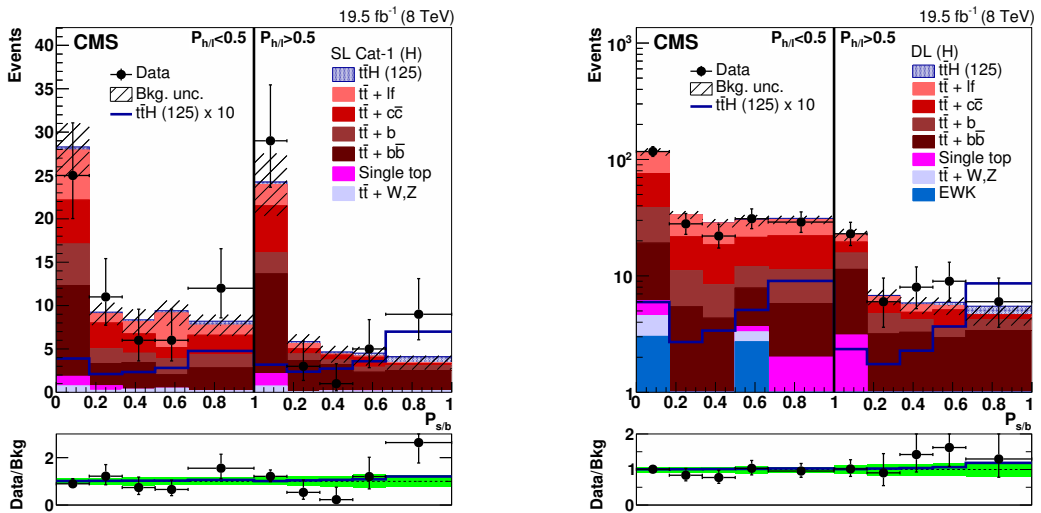 19.5 fb⁻¹ (8 TeV)
Events
40
35
30
25
20
15
10
5
0
CMS
P_h/l<0.5
P_h/l>0.5
SL Cat-1 (H)
Data
Bkg. unc.
tt̄H (125) x 10
tt̄H (125)
tt̄ + lf
tt̄ + cc̄
tt̄ + b
tt̄ + bb̄
Single top
tt̄ + W,Z
0 0.2 0.4 0.6 0.8 1 0.2 0.4 0.6 0.8 1
P_s/b
Data/Bkg
2
1
0
19.5 fb⁻¹ (8 TeV)
Events
10³
10²
10
1
CMS
P_h/l<0.5
P_h/l>0.5
DL (H)
Data
Bkg. unc.
tt̄H (125) x 10
tt̄H (125)
tt̄ + lf
tt̄ + cc̄
tt̄ + b
tt̄ + bb̄
Single top
tt̄ + W,Z
EWK
0 0.2 0.4 0.6 0.8 1 0.2 0.4 0.6 0.8 1
P_s/b
Data/Bkg
2
1
0